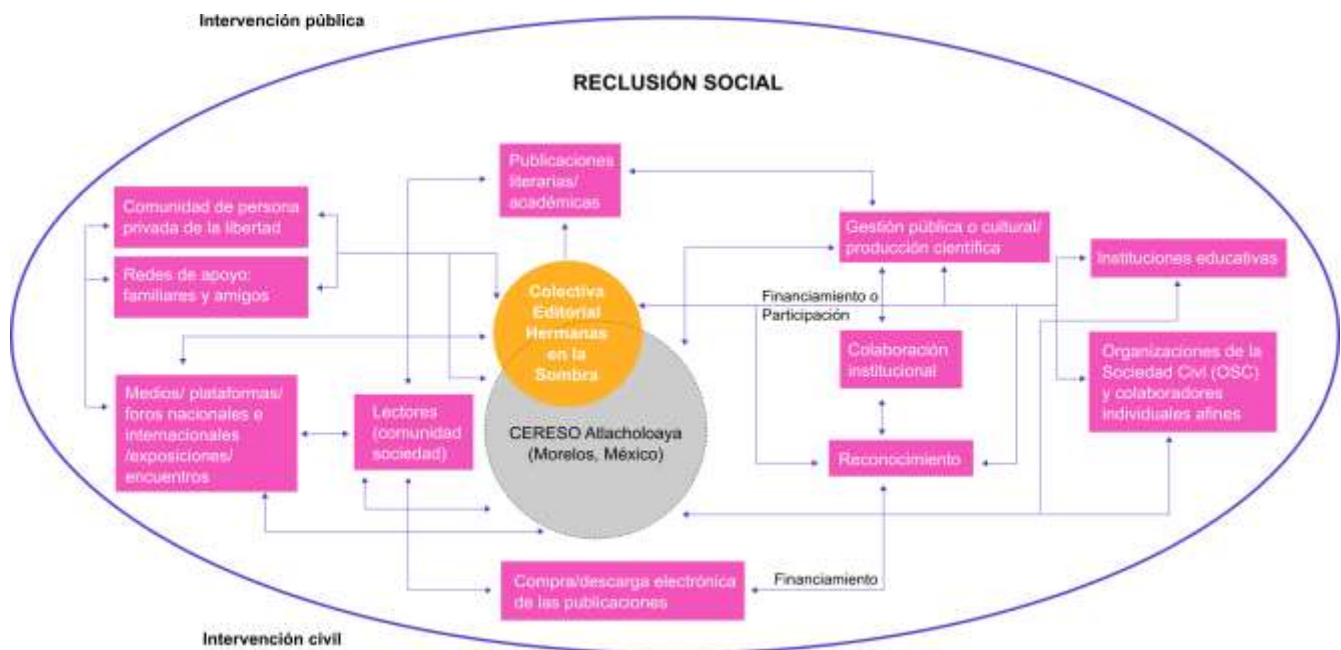 Intervención pública
RECLUSIÓN SOCIAL
Publicaciones
literarias/
académicas
Comunidad de persona
privada de la libertad
Redes de apoyo:
familiares y amigos
Gestión pública o cultural/
producción científica
Instituciones educativas
Colectiva
Editorial
Hermanas
en la
Sombra
Financiamiento o
Participación
Colaboración
institucional
Organizaciones de la
Sociedad Civil (OSC)
y colaboradores
individuales afines
Medios/ plataformas/
foros nacionales e
internacionales
/exposiciones/
encuentros
Lectores
(comunidad
sociedad)
CERESO Atlacholoaya
(Morelos, México)
Reconocimiento
Compra/descarga electrónica
de las publicaciones
Financiamiento
Intervención civil